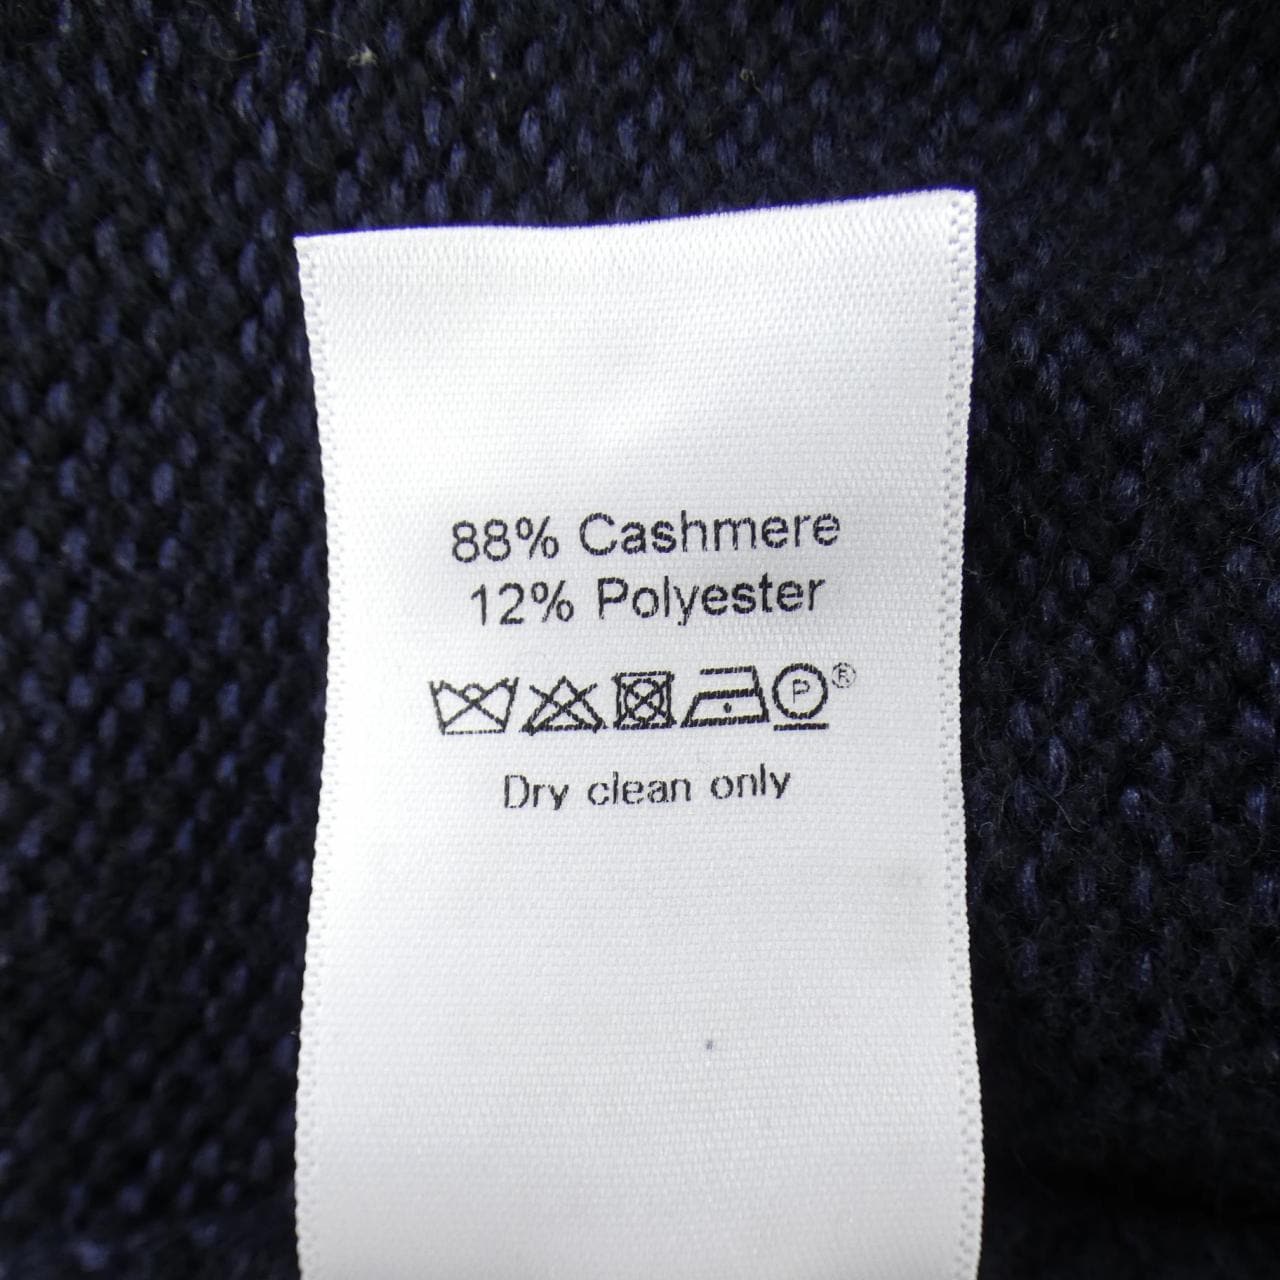 88% Cashmere
12% Polyester
P ®
Dry clean only